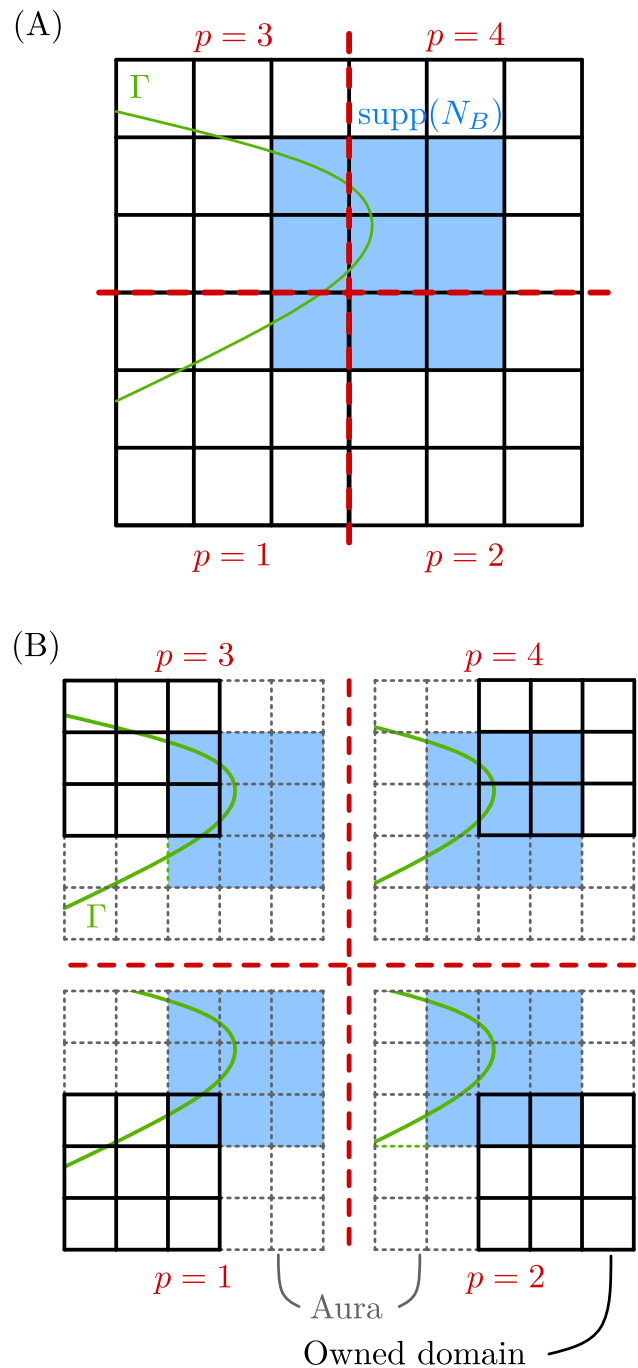 (A)
p = 3
p = 4
Γ
supp(N_B)
p = 1
p = 2
(B)
p = 3
p = 4
Γ
p = 1
p = 2
Aura
Owned domain